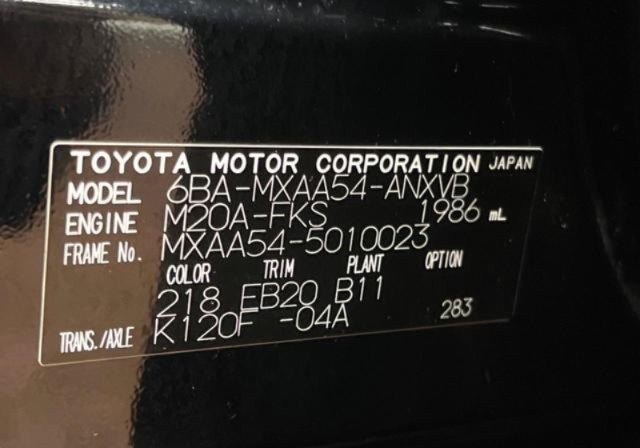 TOYOTA MOTOR CORPORATION JAPAN
MODEL 6BA-MXAA54-ANXVB
ENGINE M20A-FKS 1986 mL
FRAME No. MXAA54-5010023
COLOR TRIM PLANT OPTION
218 EB20 B11
TRANS./AXLE K120F -04A 283